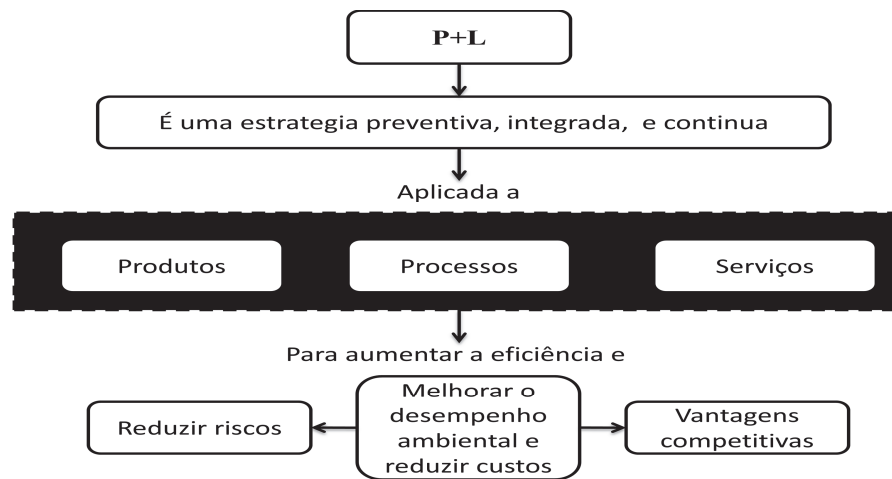 P+L
É uma estrategia preventiva, integrada, e continua
Aplicada a
Produtos
Processos
Serviços
Para aumentar a eficiência e
Reduzir riscos
Melhorar o
desempenho
ambiental e
reduzir custos
Vantagens
competitivas